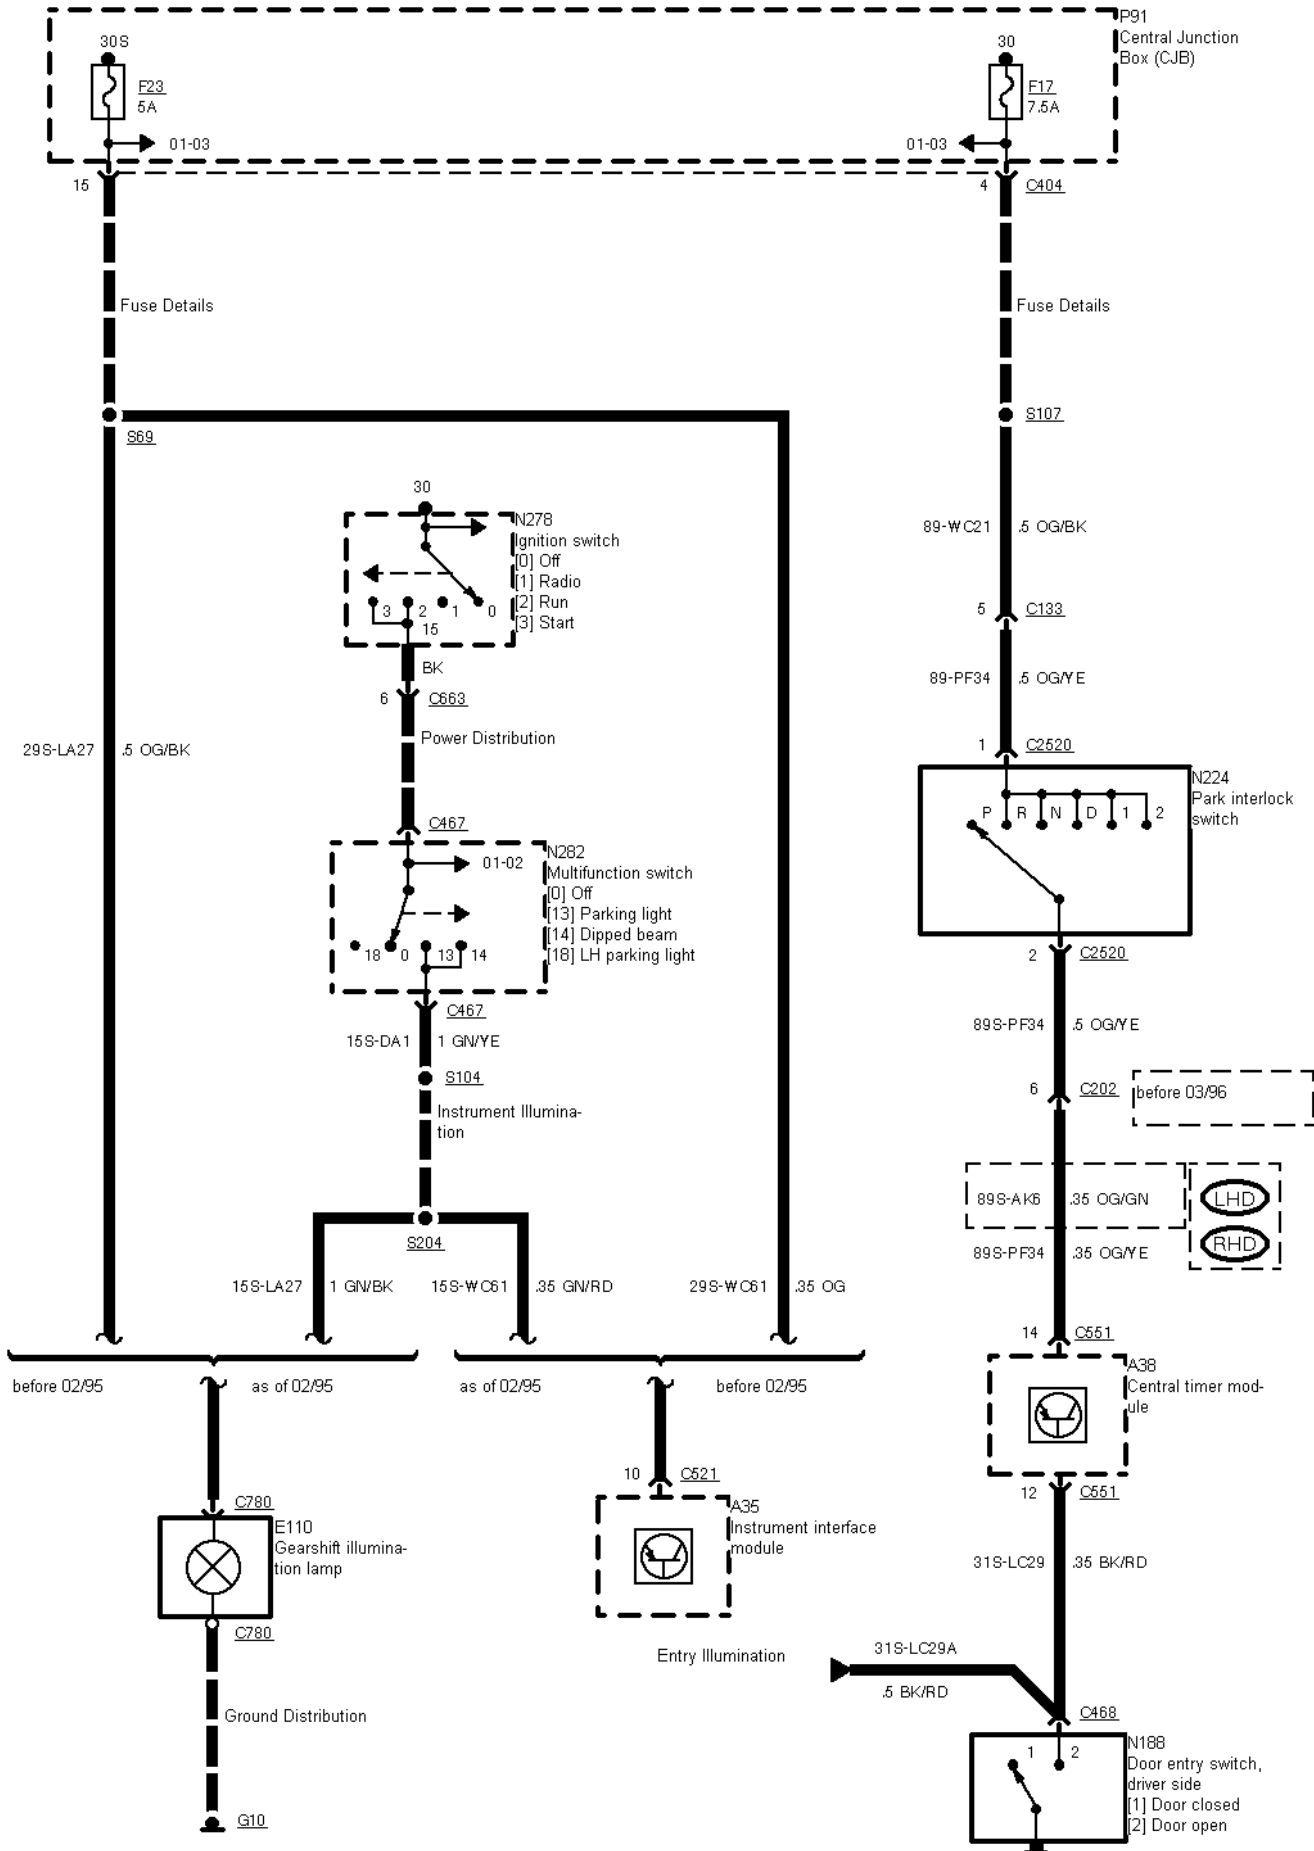 P91
Central Junction
Box (CJB)
30S
F23
5A
01-03
30
F17
7.5A
01-03
15
4
C404
Fuse Details
Fuse Details
S69
S107
30
N278
Ignition switch
[0] Off
[1] Radio
[2] Run
[3] Start
3
2
1
0
15
BK
89-WC21
.5 OG/BK
5
C133
6
C663
89-PF34
.5 OG/YE
Power Distribution
29S-LA27
.5 OG/BK
1
C2520
N224
Park interlock
switch
P
R
N
D
1
2
C467
N282
Multifunction switch
[0] Off
[13] Parking light
[14] Dipped beam
[18] LH parking light
01-02
18
0
13
14
2
C2520
C467
15S-DA1
1 GN/YE
89S-PF34
.5 OG/YE
S104
6
C202
before 03/96
Instrument Illumina-
tion
89S-AK6
.35 OG/GN
LHD
S204
89S-PF34
.35 OG/YE
RHD
15S-LA27
1 GN/BK
15S-WC61
.35 GN/RD
29S-WC61
.35 OG
14
C551
before 02/95
as of 02/95
as of 02/95
before 02/95
A38
Central timer mod-
ule
10
C521
12
C551
C780
E110
Gearshift illumina-
tion lamp
A35
Instrument interface
module
31S-LC29
.35 BK/RD
C780
Entry Illumination
31S-LC29A
.5 BK/RD
Ground Distribution
C468
N188
Door entry switch,
driver side
[1] Door closed
[2] Door open
1
2
G10